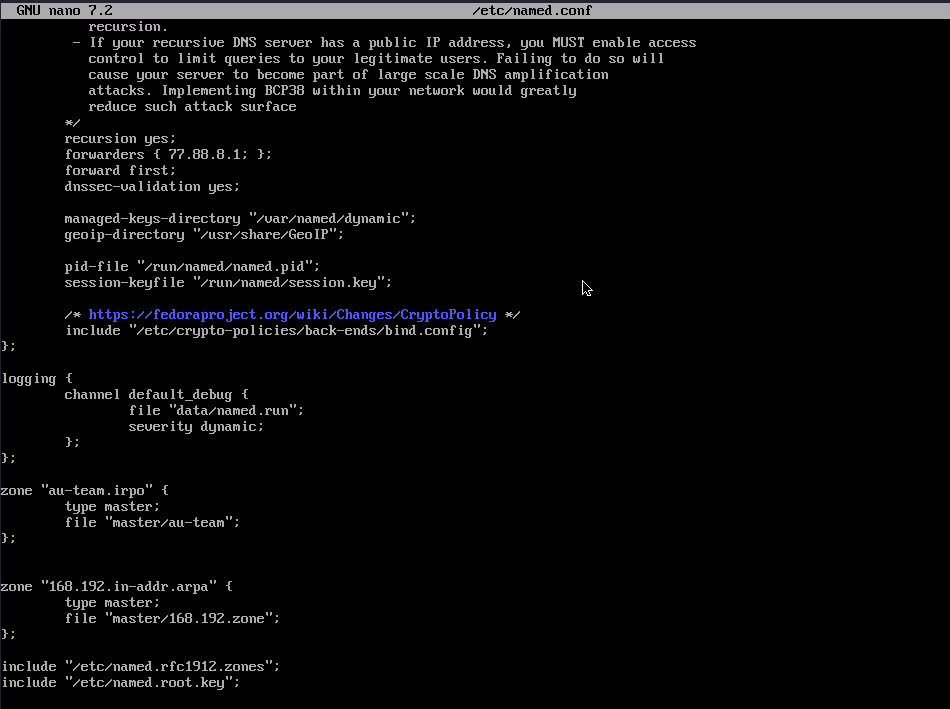 GNU nano 7.2 /etc/named.conf
recursion.
- If your recursive DNS server has a public IP address, you MUST enable access
control to limit queries to your legitimate users. Failing to do so will
cause your server to become part of large scale DNS amplification
attacks. Implementing BCP38 within your network would greatly
reduce such attack surface
*/
recursion yes;
forwarders { 77.88.8.1; };
forward first;
dnssec-validation yes;
managed-keys-directory "/var/named/dynamic";
geoip-directory "/usr/share/GeoIP";
pid-file "/run/named/named.pid";
session-keyfile "/run/named/session.key";
/* https://fedoraproject.org/wiki/Changes/CryptoPolicy */
include "/etc/crypto-policies/back-ends/bind.config";
};
logging {
channel default_debug {
file "data/named.run";
severity dynamic;
};
};
zone "au-team.irpo" {
type master;
file "master/au-team";
};
zone "168.192.in-addr.arpa" {
type master;
file "master/168.192.zone";
};
include "/etc/named.rfc1912.zones";
include "/etc/named.root.key";